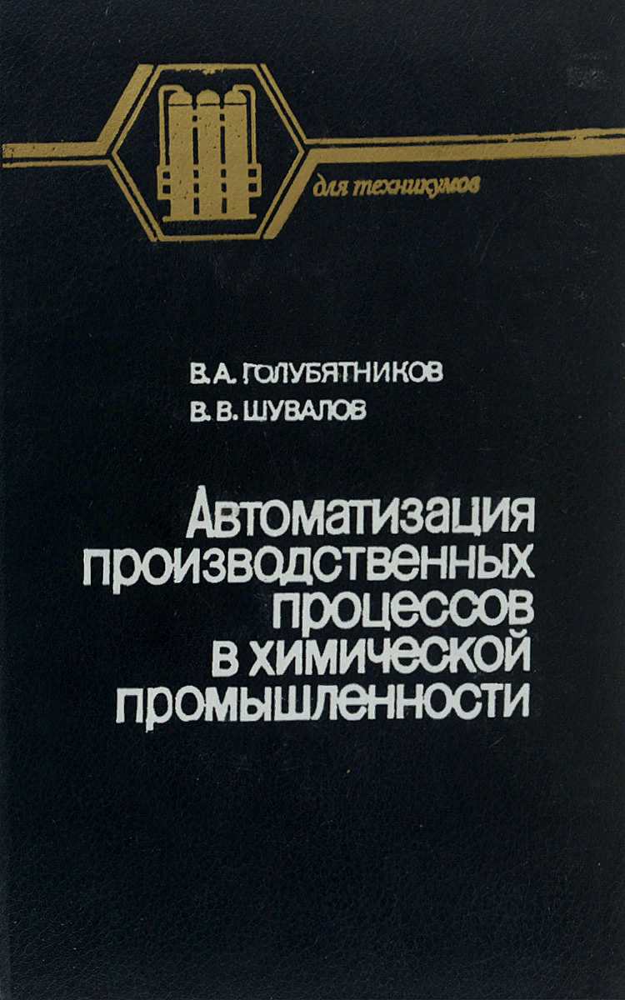 для техникумов
В.А. ГОЛУБЯТНИКОВ
В. В. ШУВАЛОВ
Автоматизация
производственных
процессов
в химической
промышленности